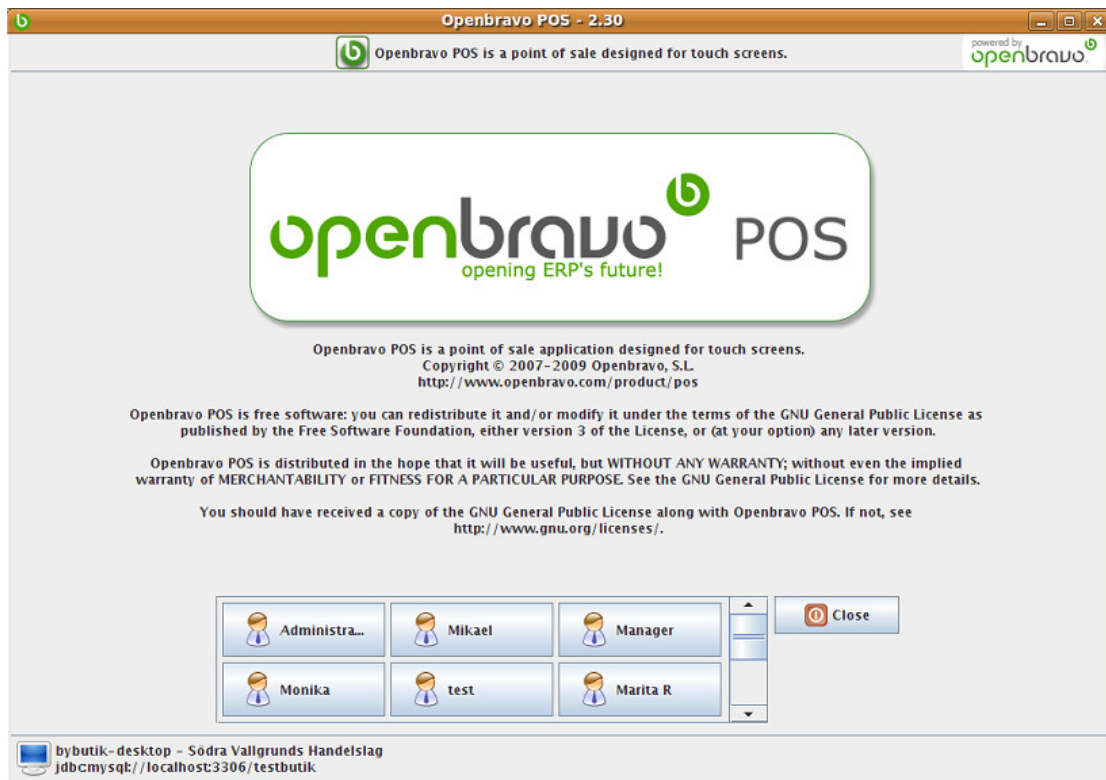 Openbravo POS - 2.30
Openbravo POS is a point of sale designed for touch screens.
powered by
openbravo
openbravo POS
opening ERP's future!
Openbravo POS is a point of sale application designed for touch screens.
Copyright © 2007-2009 Openbravo, S.L.
http://www.openbravo.com/product/pos
Openbravo POS is free software: you can redistribute it and/or modify it under the terms of the GNU General Public License as
published by the Free Software Foundation, either version 3 of the License, or (at your option) any later version.
Openbravo POS is distributed in the hope that it will be useful, but WITHOUT ANY WARRANTY; without even the implied
warranty of MERCHANTABILITY or FITNESS FOR A PARTICULAR PURPOSE. See the GNU General Public License for more details.
You should have received a copy of the GNU General Public License along with Openbravo POS. If not, see
http://www.gnu.org/licenses/.
Administra...
Mikael
Manager
Close
Monika
test
Marita R
bybutik-desktop - Södra Vallgrunds Handelslag
jdbc:mysql://localhost:3306/testbutik